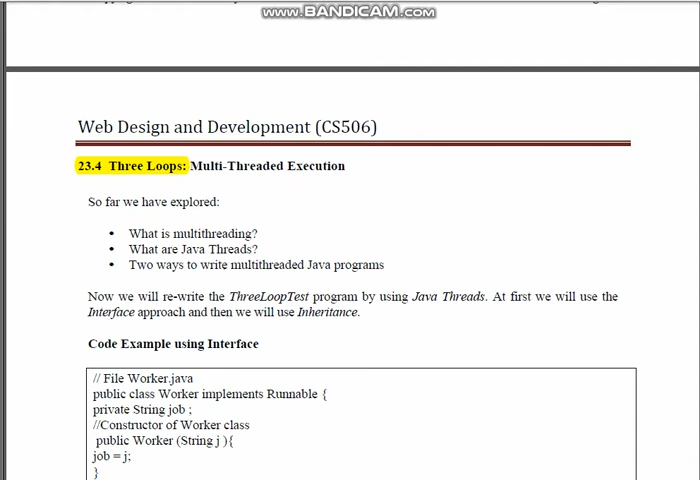 www.BANDICAM.com
Web Design and Development (CS506)
23.4 Three Loops: Multi-Threaded Execution
So far we have explored:
• What is multithreading?
• What are Java Threads?
• Two ways to write multithreaded Java programs
Now we will re-write the ThreeLoopTest program by using Java Threads. At first we will use the
Interface approach and then we will use Inheritance.
Code Example using Interface
// File Worker.java
public class Worker implements Runnable {
private String job ;
//Constructor of Worker class
public Worker (String j ){
job = j;
}